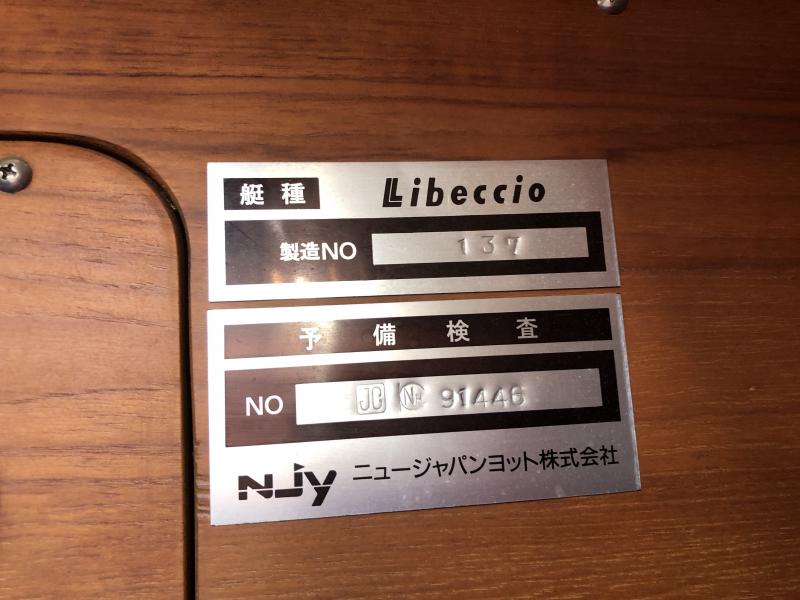 艇種 Libeccio
製造NO 137
予備検査
NO JC N 91446
NJy ニュージャパンヨット株式会社